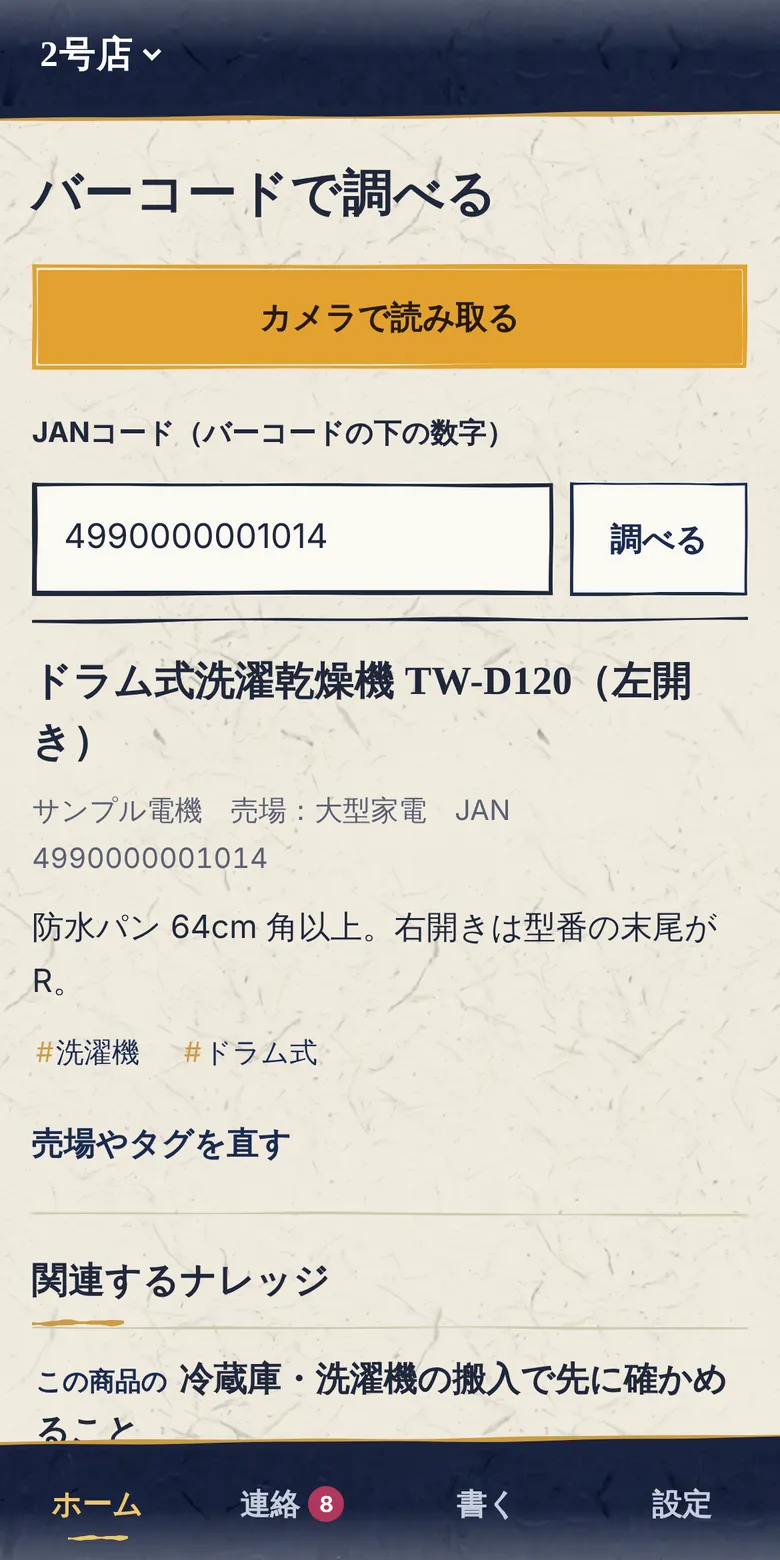 2号店
バーコードで調べる
カメラで読み取る
JANコード（バーコードの下の数字）
4990000001014
調べる
ドラム式洗濯乾燥機 TW-D120（左開
き）
サンプル電機　売場：大型家電　JAN
4990000001014
防水パン 64cm 角以上。右開きは型番の末尾が
R。
#洗濯機　#ドラム式
売場やタグを直す
関連するナレッジ
この商品の 冷蔵庫・洗濯機の搬入で先に確かめ
ること
ホーム
連絡 8
書く
設定